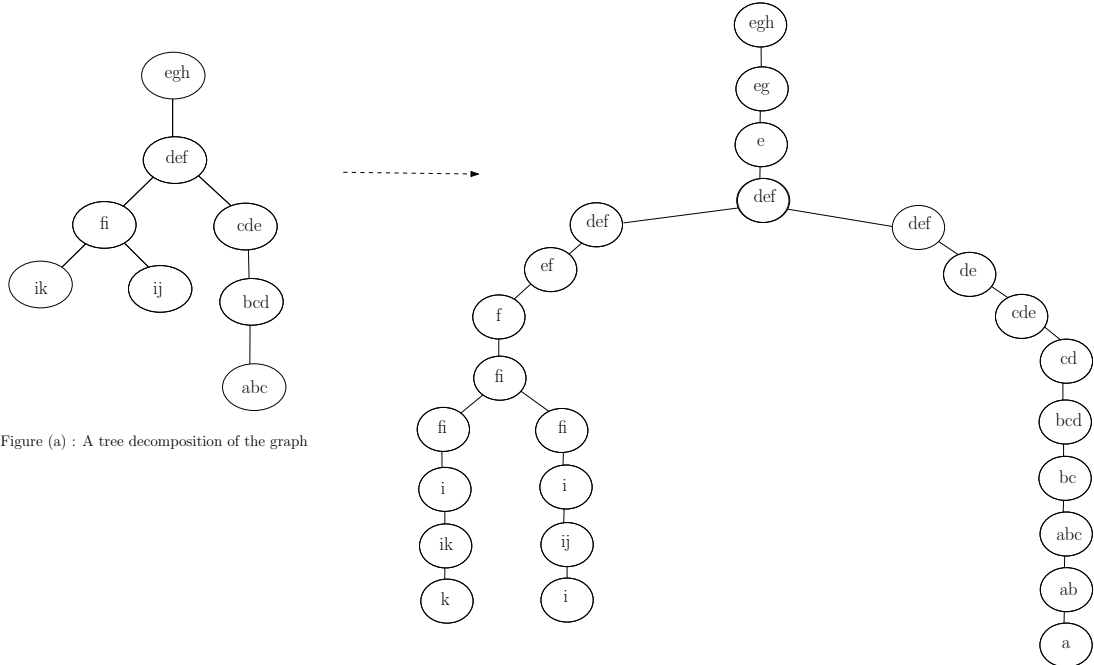 egh
def
fi
cde
ik
ij
bcd
abc
Figure (a) : A tree decomposition of the graph
egh
eg
e
def
def
def
ef
de
f
cde
fi
cd
fi
fi
bcd
i
i
bc
ik
ij
abc
k
i
ab
a